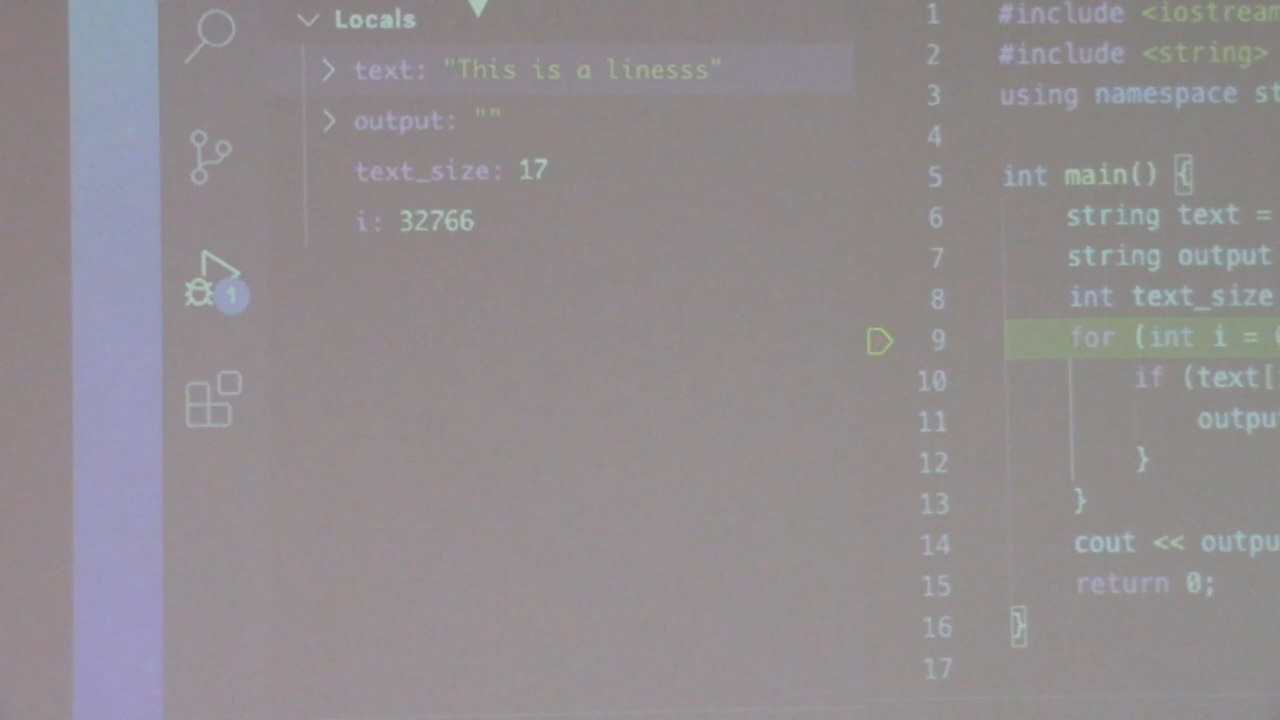 Locals
text: "This is a linesss"
output: ""
text_size: 17
i: 32766
1
1 #include <iostream
2 #include <string>
3 using namespace st
4
5 int main() {
6 string text =
7 string output
8 int text_size
9 for (int i =
10 if (text[
11 outpu
12 }
13 }
14 cout << outpu
15 return 0;
16 }
17